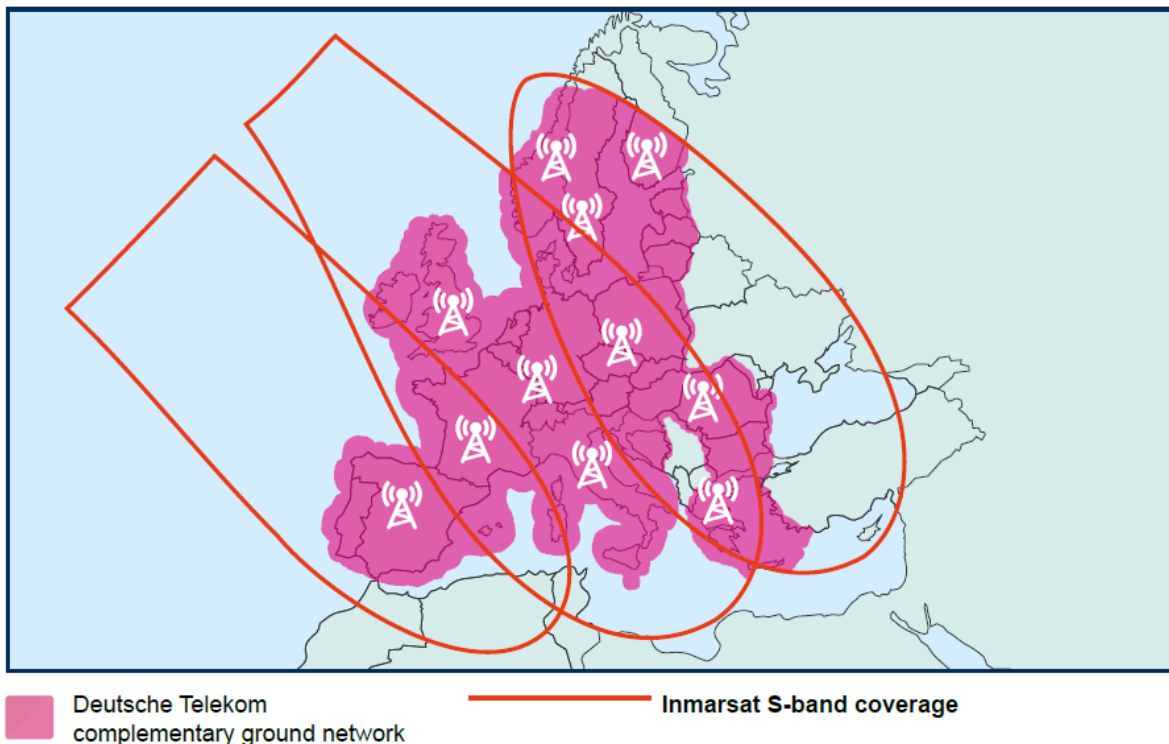 Deutsche Telekom
complementary ground network
Inmarsat S-band coverage